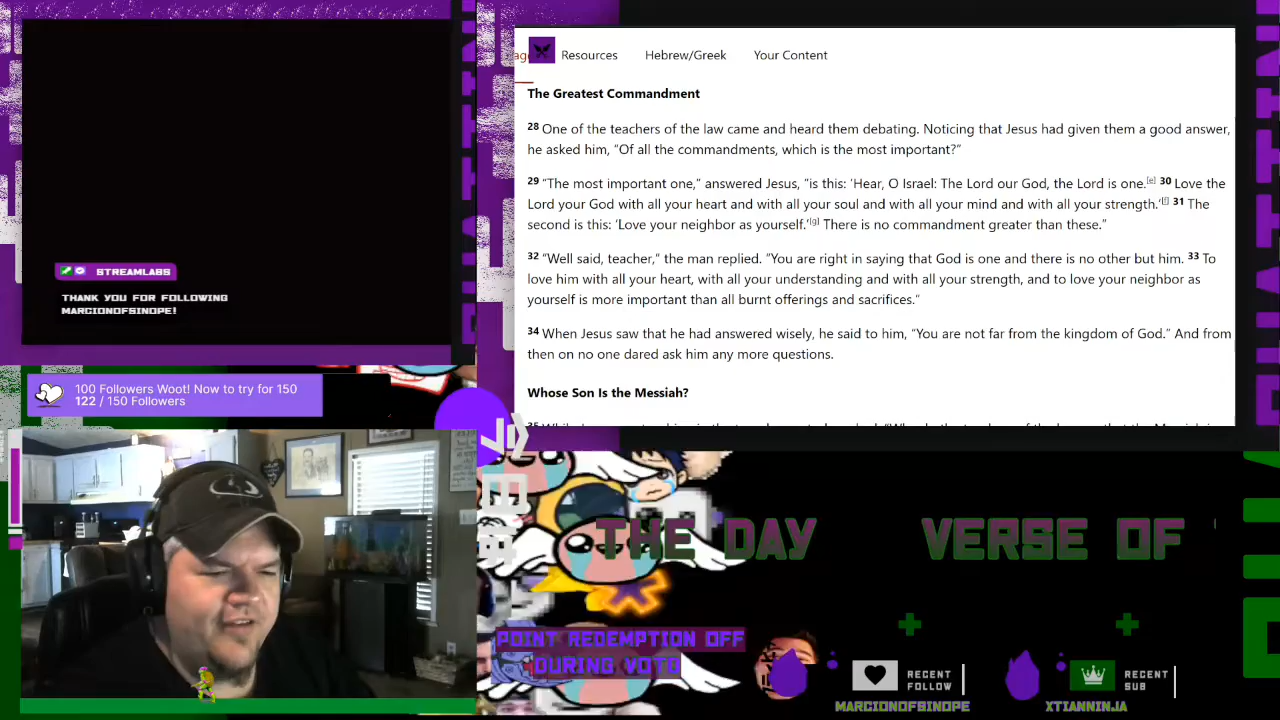 Resources Hebrew/Greek Your Content
The Greatest Commandment
28 One of the teachers of the law came and heard them debating. Noticing that Jesus had given them a good answer,
he asked him, “Of all the commandments, which is the most important?”
29 “The most important one,” answered Jesus, “is this: ‘Hear, O Israel: The Lord our God, the Lord is one.[e] 30 Love the
Lord your God with all your heart and with all your soul and with all your mind and with all your strength.’[f] 31 The
second is this: ‘Love your neighbor as yourself.’[g] There is no commandment greater than these.”
32 “Well said, teacher,” the man replied. “You are right in saying that God is one and there is no other but him. 33 To
love him with all your heart, with all your understanding and with all your strength, and to love your neighbor as
yourself is more important than all burnt offerings and sacrifices.”
34 When Jesus saw that he had answered wisely, he said to him, “You are not far from the kingdom of God.” And from
then on no one dared ask him any more questions.
Whose Son Is the Messiah?
STREAMLABS
THANK YOU FOR FOLLOWING
MARCIONOFSINOPE!
100 Followers Woot! Now to try for 150
122 / 150 Followers
THE DAY VERSE OF
POINT REDEMPTION OFF
DURING VOTD
RECENT
FOLLOW
MARCIONOFSINOPE
RECENT
SUB
XTIANNINJA